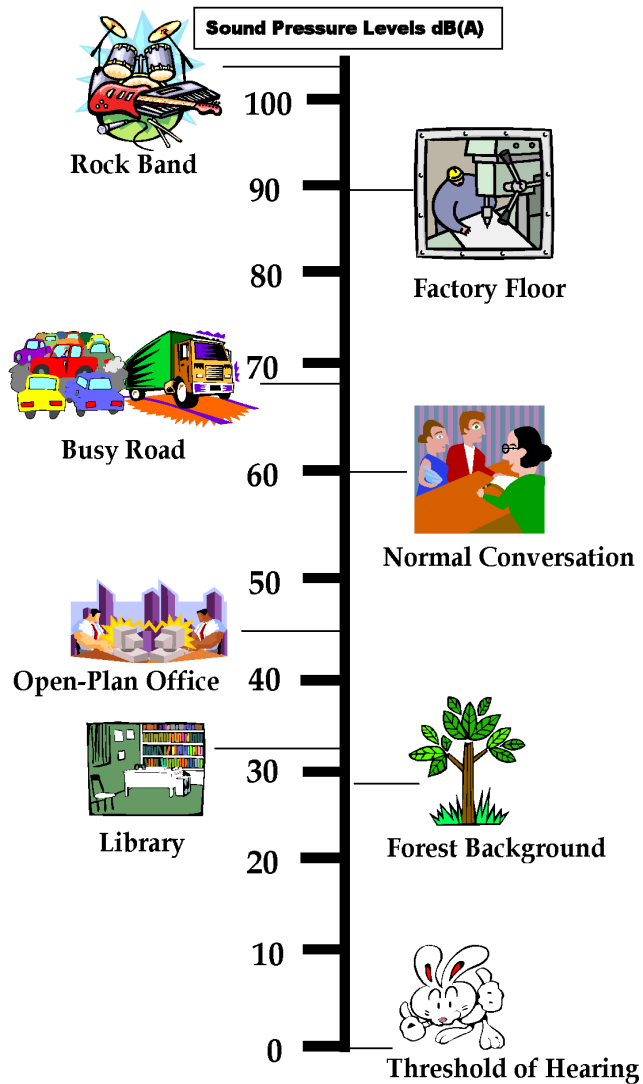 Sound Pressure Levels dB(A)
100
Rock Band
90
80
Factory Floor
70
Busy Road
60
Normal Conversation
50
Open-Plan Office
40
30
Library
Forest Background
20
10
0
Threshold of Hearing